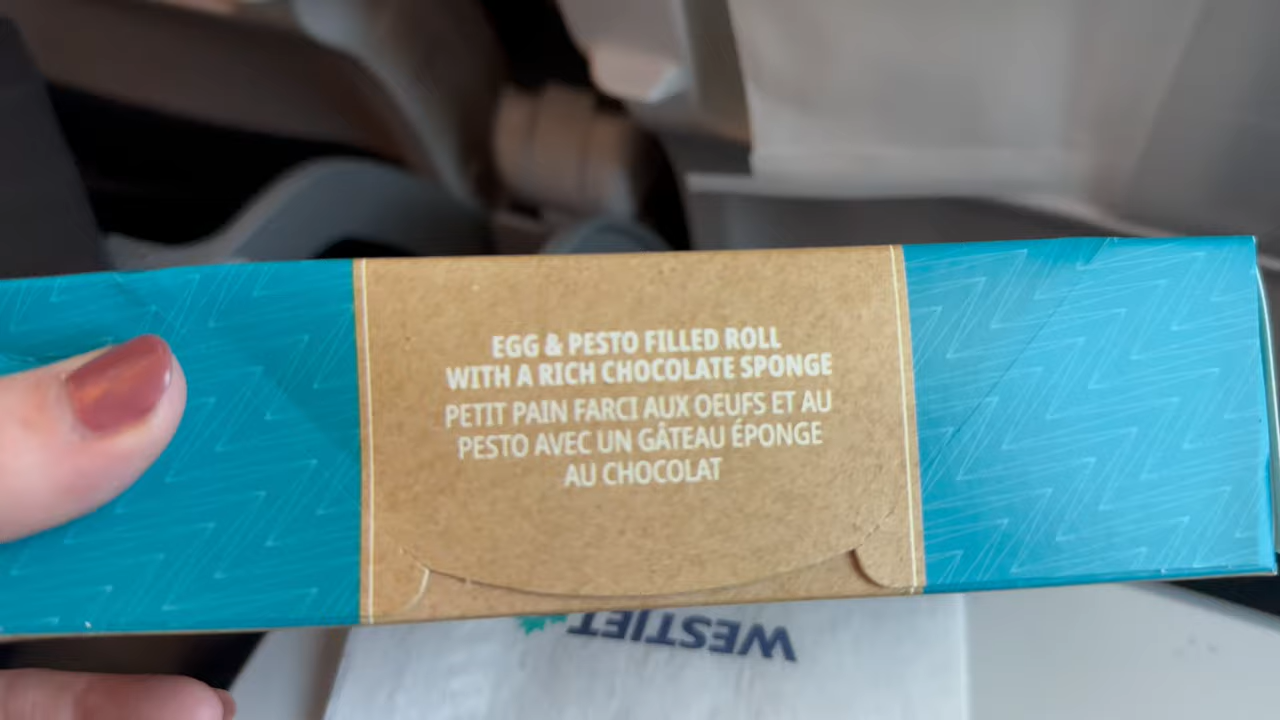 EGG & PESTO FILLED ROLL
WITH A RICH CHOCOLATE SPONGE
PETIT PAIN FARCI AUX OEUFS ET AU
PESTO AVEC UN GÂTEAU ÉPONGE
AU CHOCOLAT
WESTJET